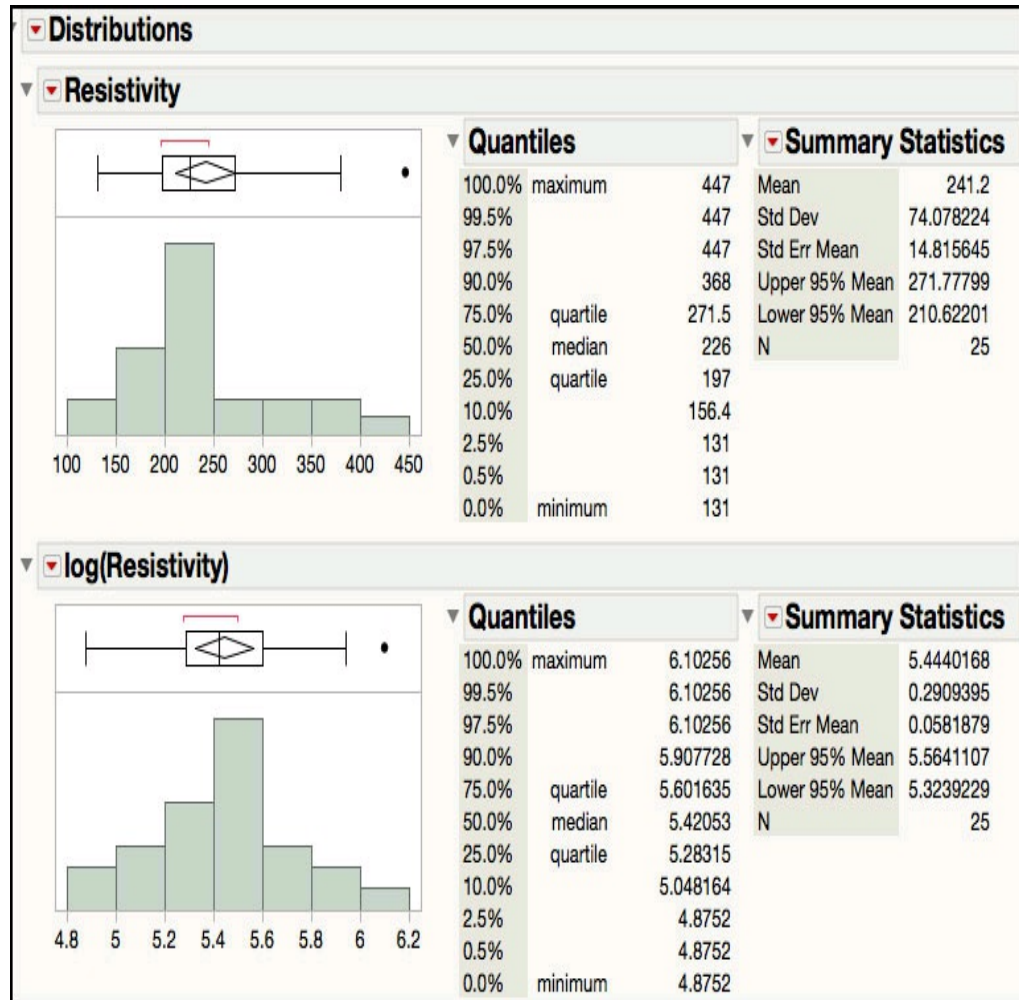 Distributions
Resistivity
100 150 200 250 300 350 400 450
Quantiles
100.0% maximum 447
99.5% 447
97.5% 447
90.0% 368
75.0% quartile 271.5
50.0% median 226
25.0% quartile 197
10.0% 156.4
2.5% 131
0.5% 131
0.0% minimum 131
Summary Statistics
Mean 241.2
Std Dev 74.078224
Std Err Mean 14.815645
Upper 95% Mean 271.77799
Lower 95% Mean 210.62201
N 25
log(Resistivity)
4.8 5 5.2 5.4 5.6 5.8 6 6.2
Quantiles
100.0% maximum 6.10256
99.5% 6.10256
97.5% 6.10256
90.0% 5.907728
75.0% quartile 5.601635
50.0% median 5.42053
25.0% quartile 5.28315
10.0% 5.048164
2.5% 4.8752
0.5% 4.8752
0.0% minimum 4.8752
Summary Statistics
Mean 5.4440168
Std Dev 0.2909395
Std Err Mean 0.0581879
Upper 95% Mean 5.5641107
Lower 95% Mean 5.3239229
N 25